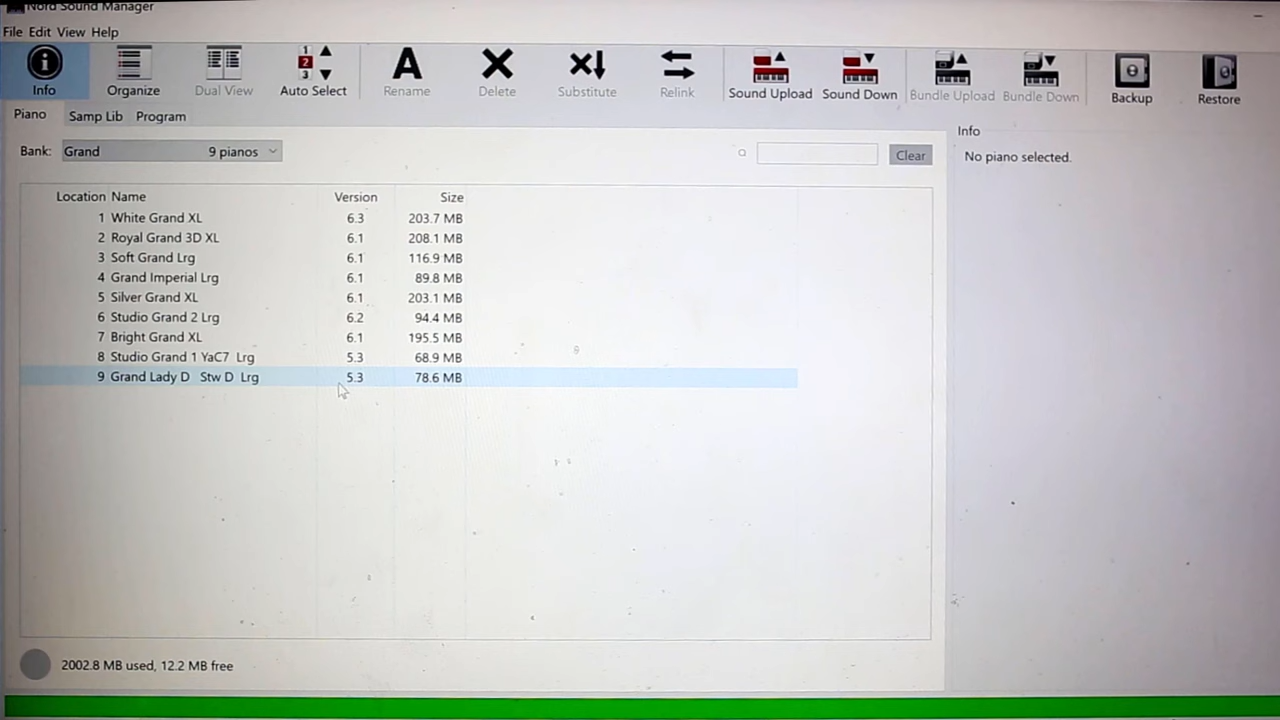 Nord Sound Manager
File Edit View Help
Info Organize Dual View 1 2 3 Auto Select A Rename Delete Substitute Relink Sound Upload Sound Down Bundle Upload Bundle Down Backup Restore
Piano Samp Lib Program
Bank: Grand 9 pianos Clear
Info
No piano selected.
Location Name Version Size
1 White Grand XL 6.3 203.7 MB
2 Royal Grand 3D XL 6.1 208.1 MB
3 Soft Grand Lrg 6.1 116.9 MB
4 Grand Imperial Lrg 6.1 89.8 MB
5 Silver Grand XL 6.1 203.1 MB
6 Studio Grand 2 Lrg 6.2 94.4 MB
7 Bright Grand XL 6.1 195.5 MB
8 Studio Grand 1 YaC7 Lrg 5.3 68.9 MB
9 Grand Lady D Stw D Lrg 5.3 78.6 MB
2002.8 MB used, 12.2 MB free